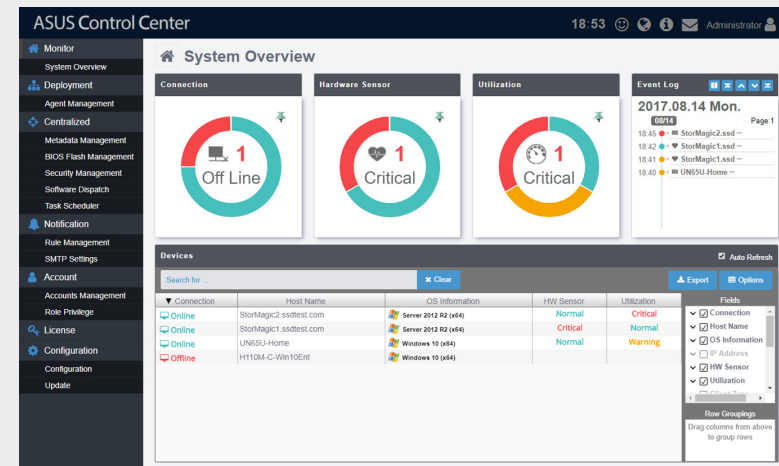 ASUS Control Center
18:53
Administrator
Monitor
System Overview
Deployment
Agent Management
Centralized
Metadata Management
BIOS Flash Management
Security Management
Software Dispatch
Task Scheduler
Notification
Rule Management
SMTP Settings
Account
Accounts Management
Role Privilege
License
Configuration
Configuration
Update
System Overview
Connection
1
Off Line
Hardware Sensor
1
Critical
Utilization
1
Critical
Event Log
2017.08.14 Mon.
08/14 Page:1
18:45 StorMagic2.ssd ...
18:42 StorMagic1.ssd ...
18:41 StorMagic1.ssd ...
18:40 UN65U-Home ...
Devices
Auto Refresh
Search for ...
Clear
Export
Options
Connection Host Name OS Information HW Sensor Utilization
Online StorMagic2.ssdtest.com Server 2012 R2 (x64) Normal Critical
Online StorMagic1.ssdtest.com Server 2012 R2 (x64) Critical Normal
Online UN65U-Home Windows 10 (x64) Normal Warning
Offline H110M-C-Win10Ent Windows 10 (x64)
Fields
Connection
Host Name
OS Information
IP Address
HW Sensor
Utilization
Client Type
Row Groupings
Drag columns from above
to group rows